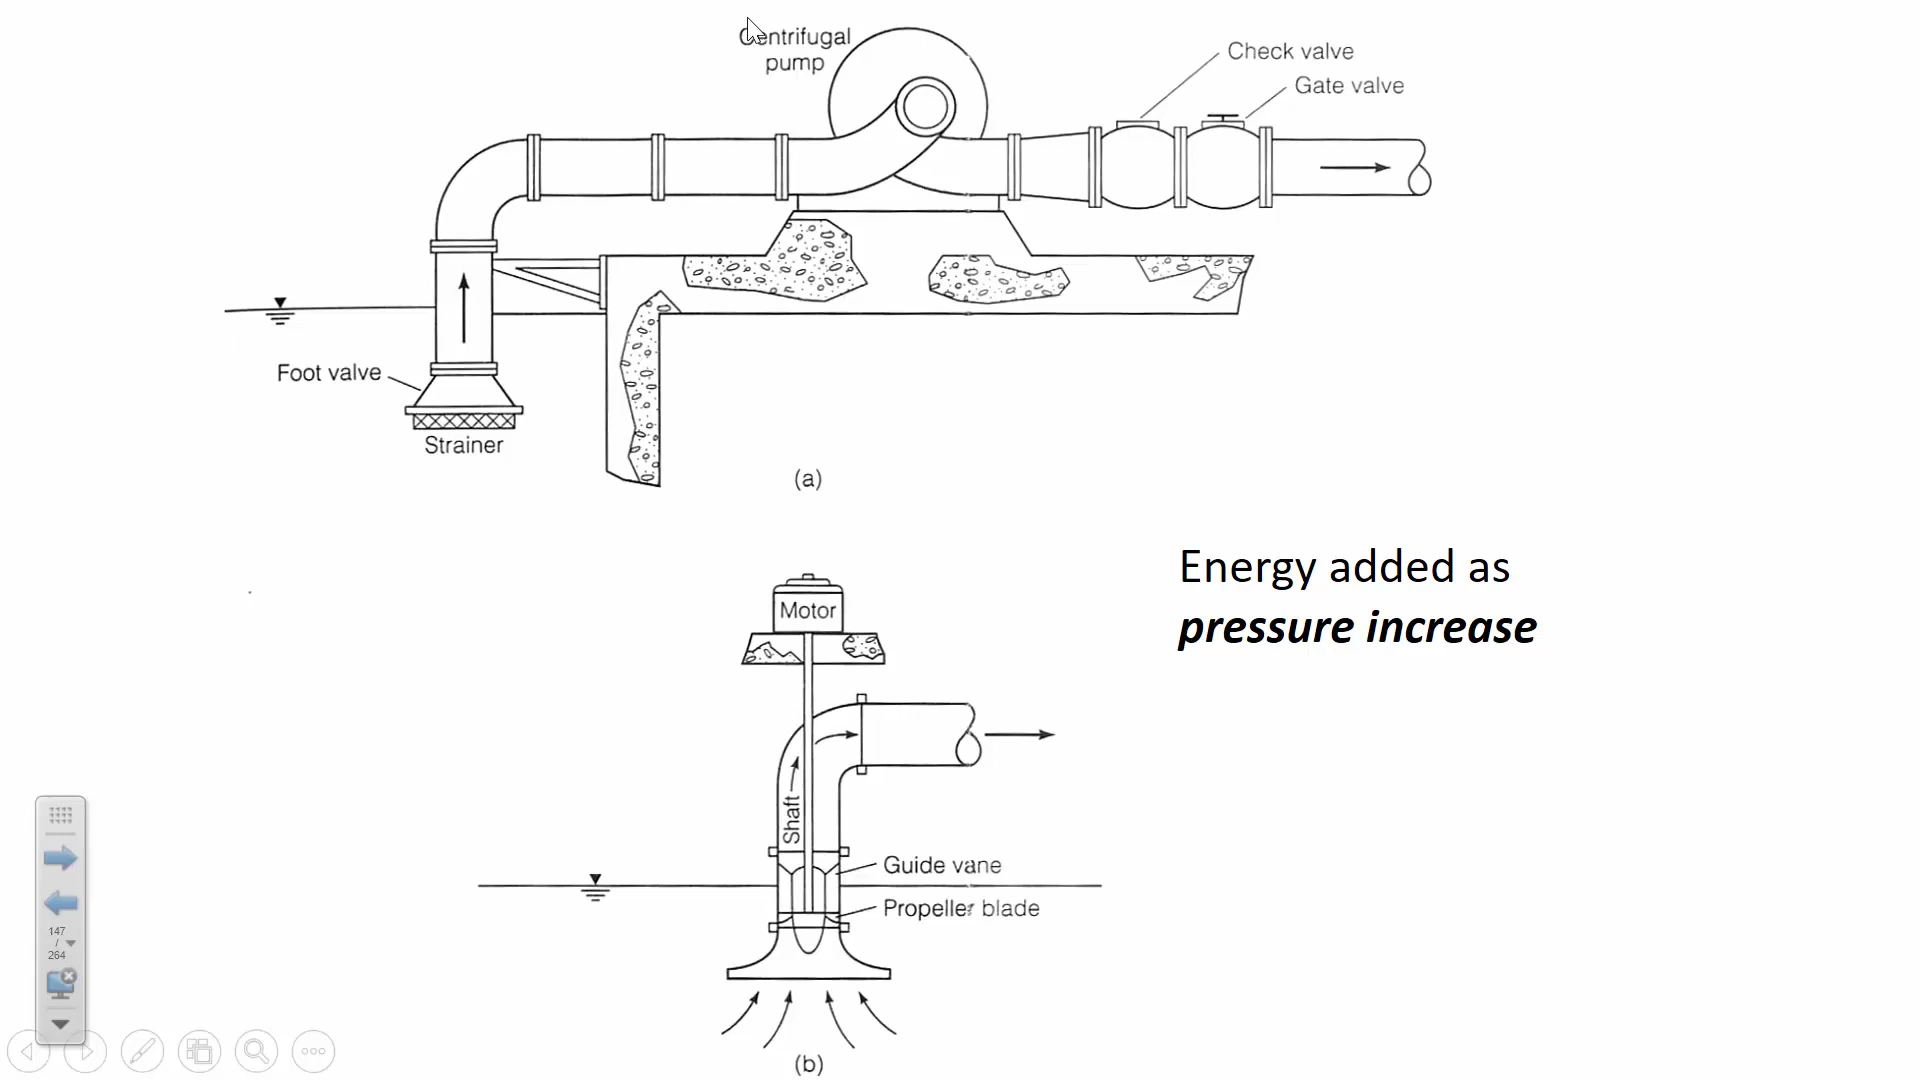 Centrifugal
pump
Check valve
Gate valve
Foot valve
Strainer
(a)
Energy added as
pressure increase
Motor
Shaft
Guide vane
Propeller blade
(b)
147
/
264